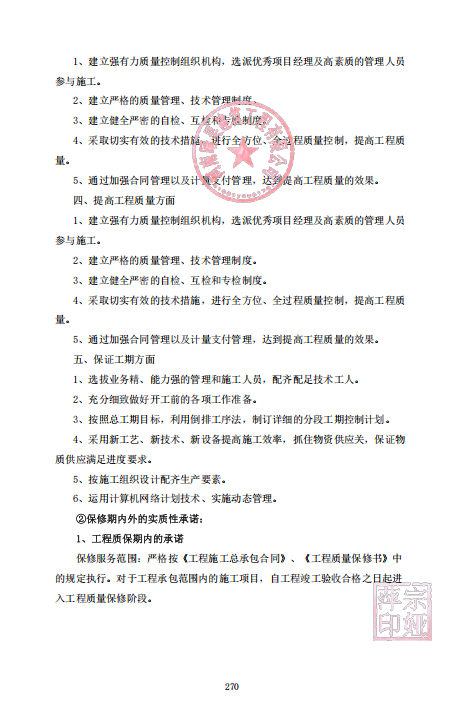 1、建立强有力质量控制组织机构，选派优秀项目经理及高素质的管理人员
参与施工。
2、建立严格的质量管理、技术管理制度。
3、建立健全严密的自检、互检和专检制度。
4、采取切实有效的技术措施，进行全方位、全过程质量控制，提高工程质
量。
5、通过加强合同管理以及计量支付管理，达到提高工程质量的效果。
四、提高工程质量方面
1、建立强有力质量控制组织机构，选派优秀项目经理及高素质的管理人员
参与施工。
2、建立严格的质量管理、技术管理制度。
3、建立健全严密的自检、互检和专检制度。
4、采取切实有效的技术措施，进行全方位、全过程质量控制，提高工程质
量。
5、通过加强合同管理以及计量支付管理，达到提高工程质量的效果。
五、保证工期方面
1、选拔业务精、能力强的管理和施工人员，配齐配足技术工人。
2、充分细致做好开工前的各项工作准备。
3、按照总工期目标，利用倒排工序法，制订详细的分段工期控制计划。
4、采用新工艺、新技术、新设备提高施工效率，抓住物资供应关，保证物
质供应满足进度要求。
5、按施工组织设计配齐生产要素。
6、运用计算机网络计划技术、实施动态管理。
②保修期内外的实质性承诺：
1、工程质保期内的承诺
保修服务范围：严格按《工程施工总承包合同》、《工程质量保修书》中
的规定执行。对于工程承包范围内的施工项目，自工程竣工验收合格之日起进
入工程质量保修阶段。
270